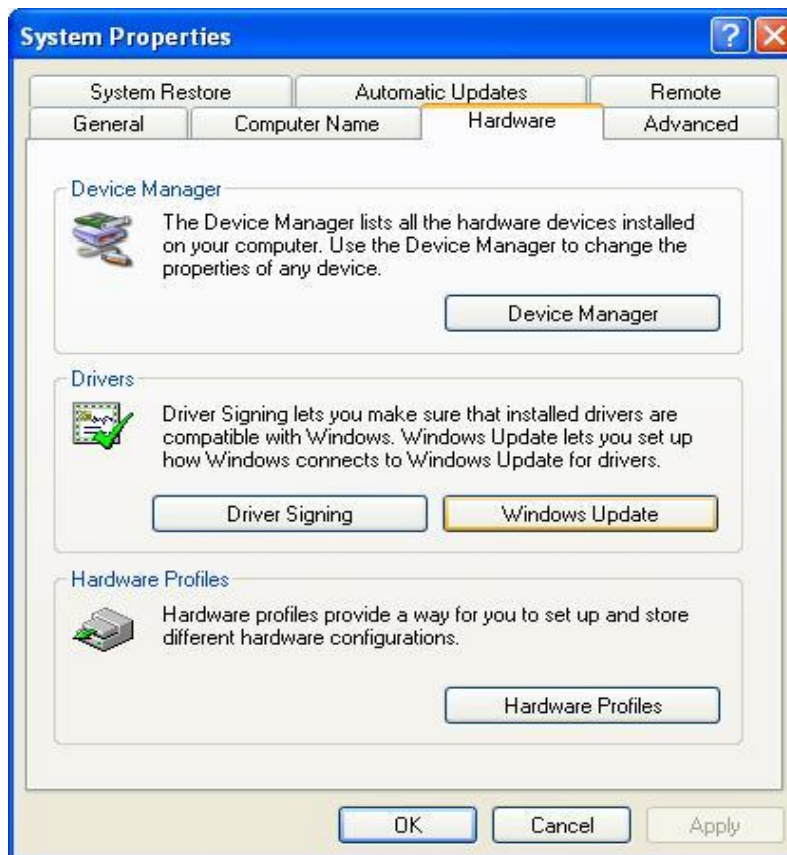 System Properties
System Restore Automatic Updates Remote
General Computer Name Hardware Advanced
Device Manager
The Device Manager lists all the hardware devices installed
on your computer. Use the Device Manager to change the
properties of any device.
Device Manager
Drivers
Driver Signing lets you make sure that installed drivers are
compatible with Windows. Windows Update lets you set up
how Windows connects to Windows Update for drivers.
Driver Signing Windows Update
Hardware Profiles
Hardware profiles provide a way for you to set up and store
different hardware configurations.
Hardware Profiles
OK Cancel Apply